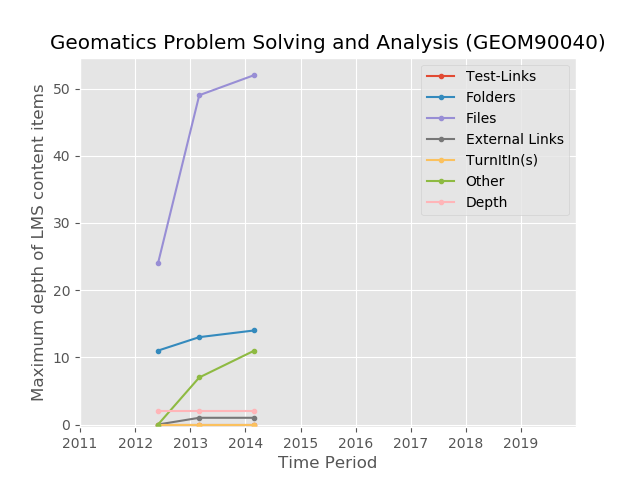 Geomatics Problem Solving and Analysis (GEOM90040)
Test-Links
Folders
Files
External Links
TurnItIn(s)
Other
Depth
Maximum depth of LMS content items
50
40
30
20
10
0
2011 2012 2013 2014 2015 2016 2017 2018 2019
Time Period